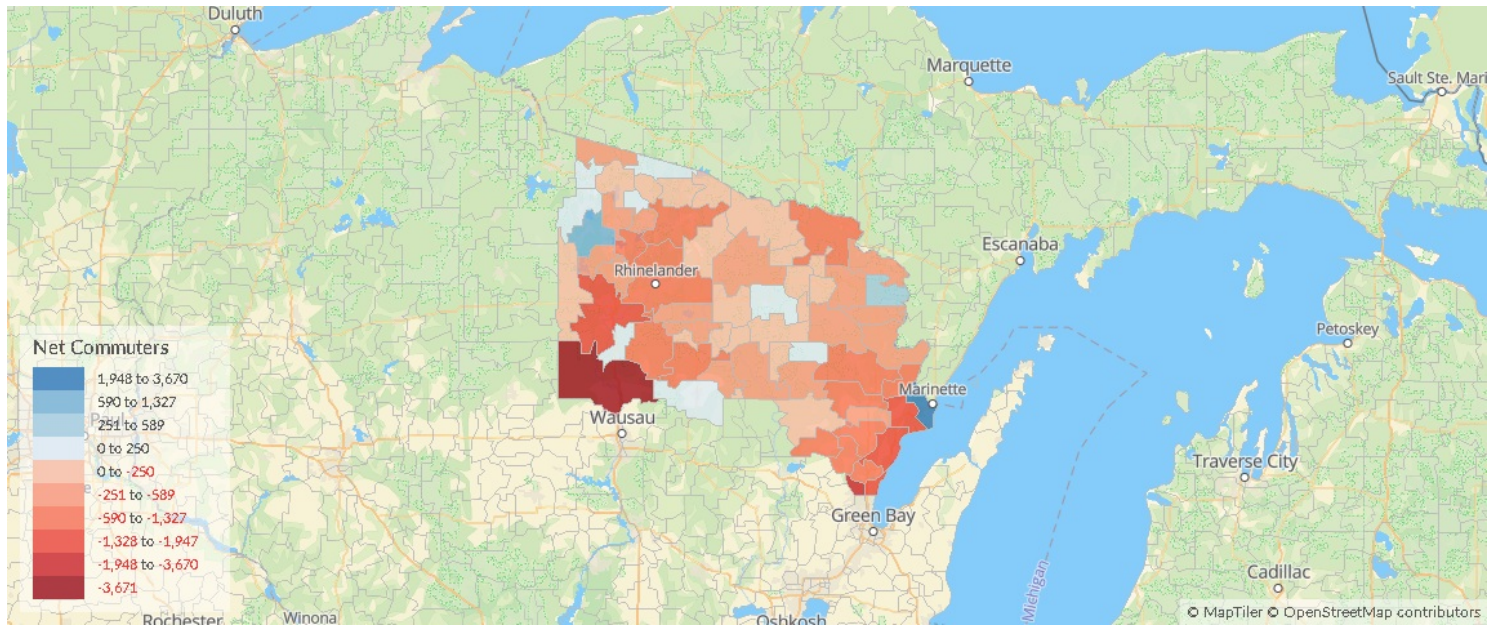 Duluth
Marquette
Sault Ste. Mari
Escanaba
Rhinelander
Petoskey
Marinette
Wausau
Traverse City
Green Bay
Cadillac
Michigan
Oshkosh
Rochester
Winona
Net Commuters
1,948 to 3,670
590 to 1,327
251 to 589
0 to 250
0 to -250
-251 to -589
-590 to -1,327
-1,328 to -1,947
-1,948 to -3,670
-3,671
© MapTiler © OpenStreetMap contributors